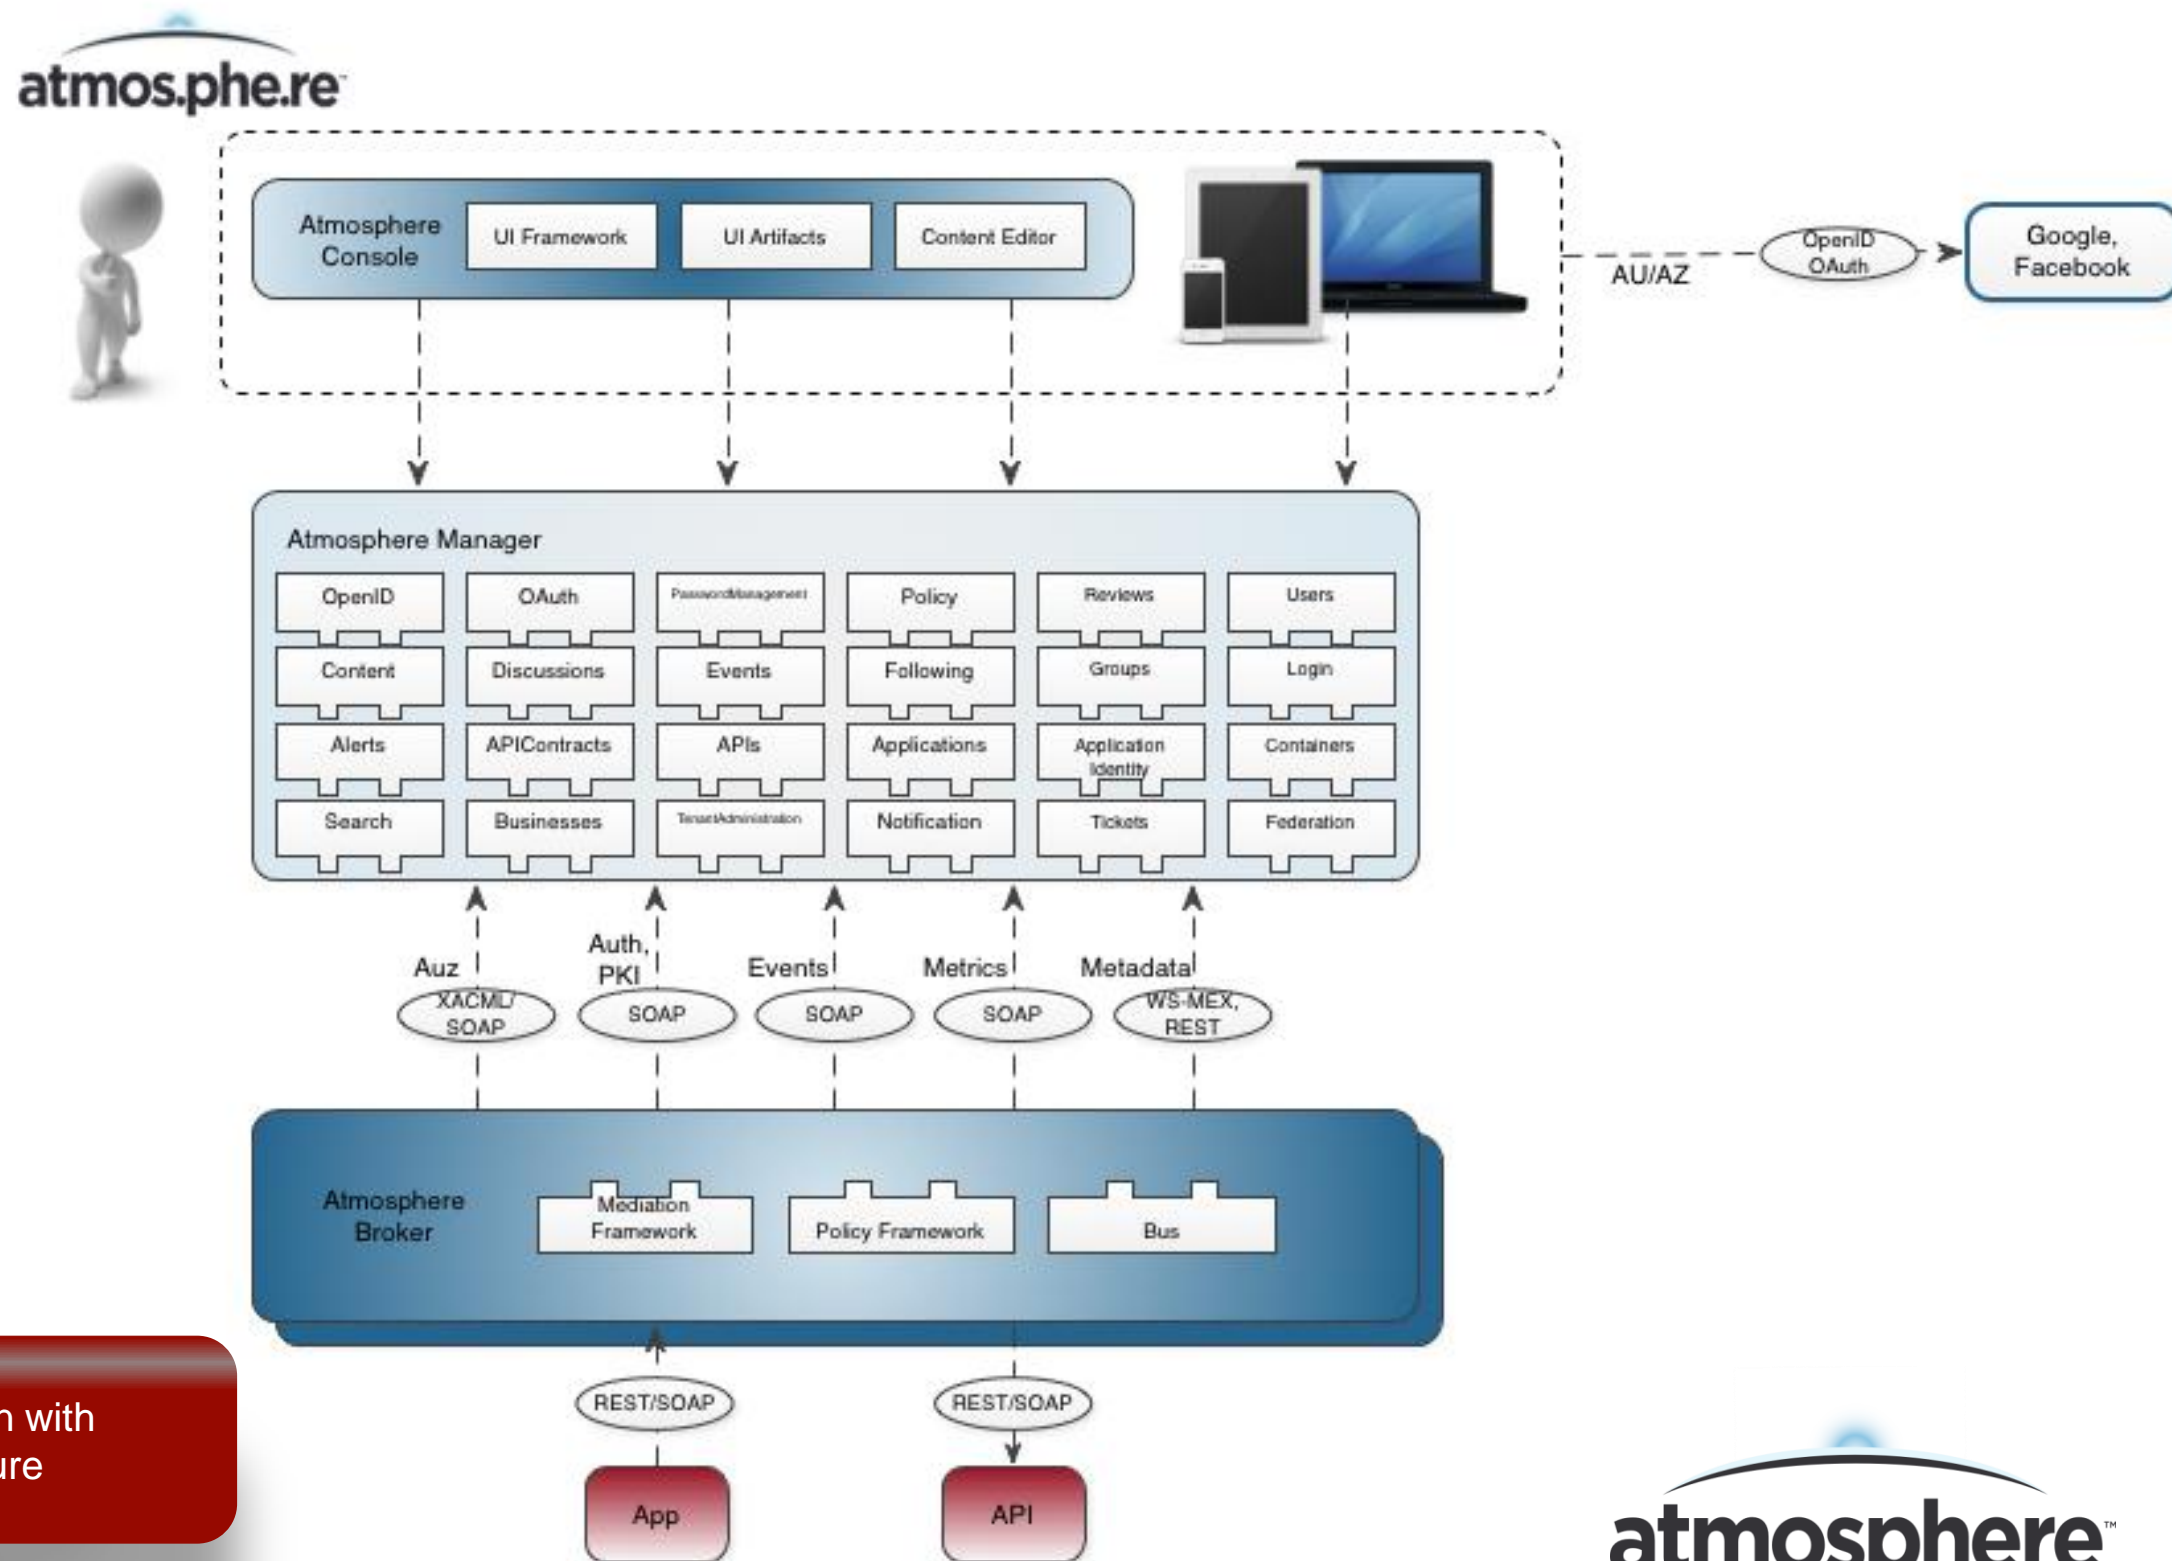 atmos.phe.re
Atmosphere
Console
UI Framework
UI Artifacts
Content Editor
AU/AZ
OpenID
OAuth
Google,
Facebook
Atmosphere Manager
OpenID
OAuth
PasswordManagement
Policy
Reviews
Users
Content
Discussions
Events
Following
Groups
Login
Alerts
APIContracts
APIs
Applications
Application
Identity
Containers
Search
Businesses
TenantAdministration
Notification
Tickets
Federation
Auz
Auth,
PKI
Events
Metrics
Metadata
XACML/
SOAP
SOAP
SOAP
SOAP
WS-MEX,
REST
Atmosphere
Broker
Mediation
Framework
Policy Framework
Bus
REST/SOAP
REST/SOAP
with
App
API
atmosphere™